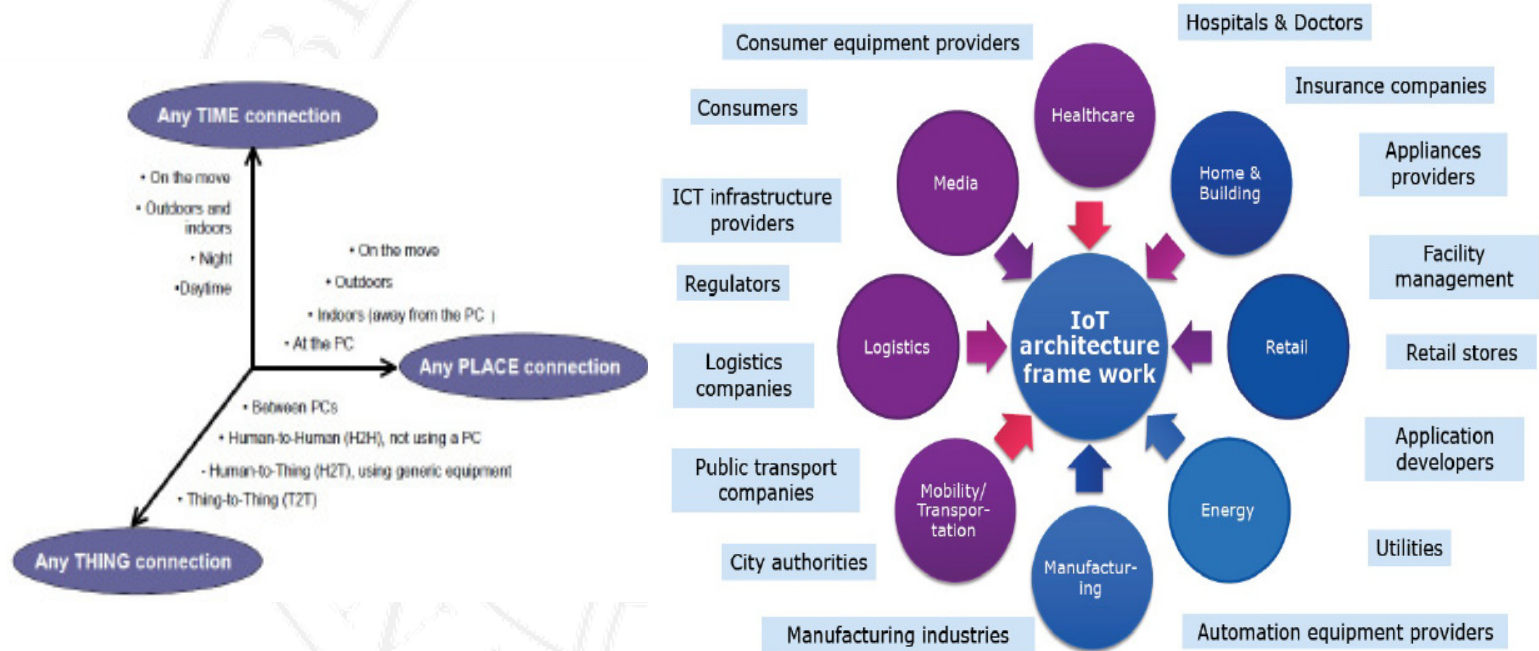 Any TIME connection
• On the move
• Outdoors and
indoors
• Night
•Daytime
• On the move
• Outdoors
• Indoors (away from the PC )
• At the PC
Any PLACE connection
• Between PCs
• Human-to-Human (H2H), not using a PC
- Human-to-Thing (H2T), using generic equipment
• Thing-to-Thing (T2T)
Any THING connection
Consumer equipment providers
Hospitals & Doctors
Consumers
Insurance companies
ICT infrastructure
providers
Appliances
providers
Regulators
Facility
management
Logistics
companies
Retail stores
Public transport
companies
Application
developers
City authorities
Utilities
Manufacturing industries
Automation equipment providers
Healthcare
Media
Home &
Building
Logistics
IoT
architecture
frame work
Retail
Mobility/
Transpor-
tation
Energy
Manufactur-
ing